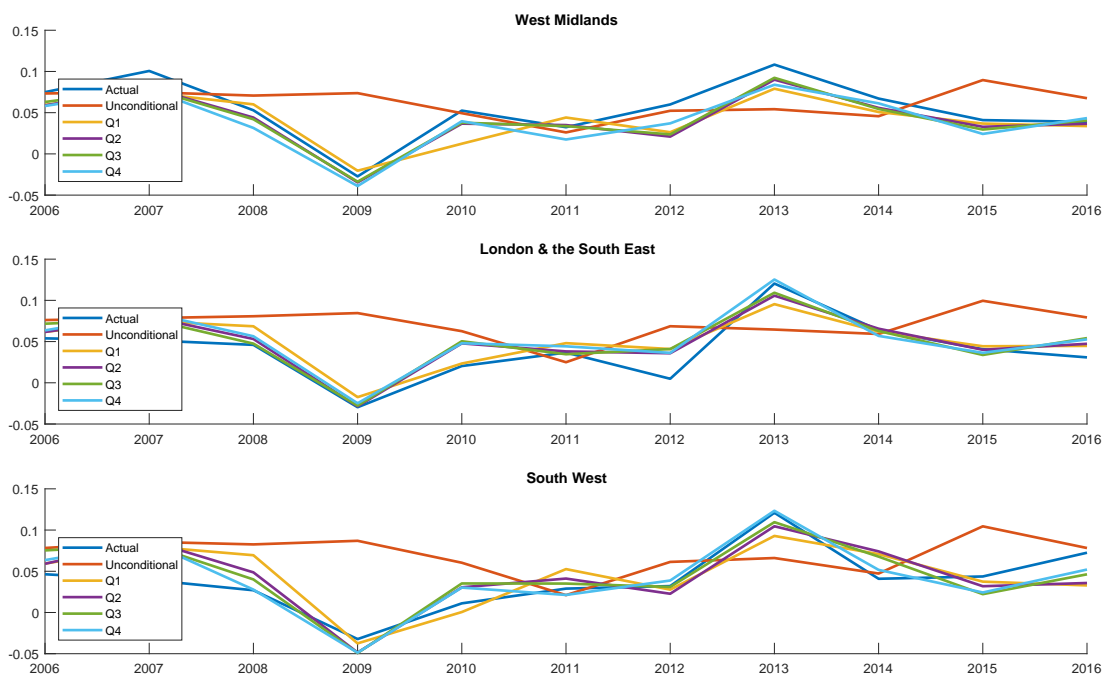 West Midlands
0.15
0.1
0.05
0
-0.05
Actual
Unconditional
Q1
Q2
Q3
Q4
2006 2007 2008 2009 2010 2011 2012 2013 2014 2015 2016
London & the South East
0.15
0.1
0.05
0
-0.05
Actual
Unconditional
Q1
Q2
Q3
Q4
2006 2007 2008 2009 2010 2011 2012 2013 2014 2015 2016
South West
0.15
0.1
0.05
0
-0.05
Actual
Unconditional
Q1
Q2
Q3
Q4
2006 2007 2008 2009 2010 2011 2012 2013 2014 2015 2016